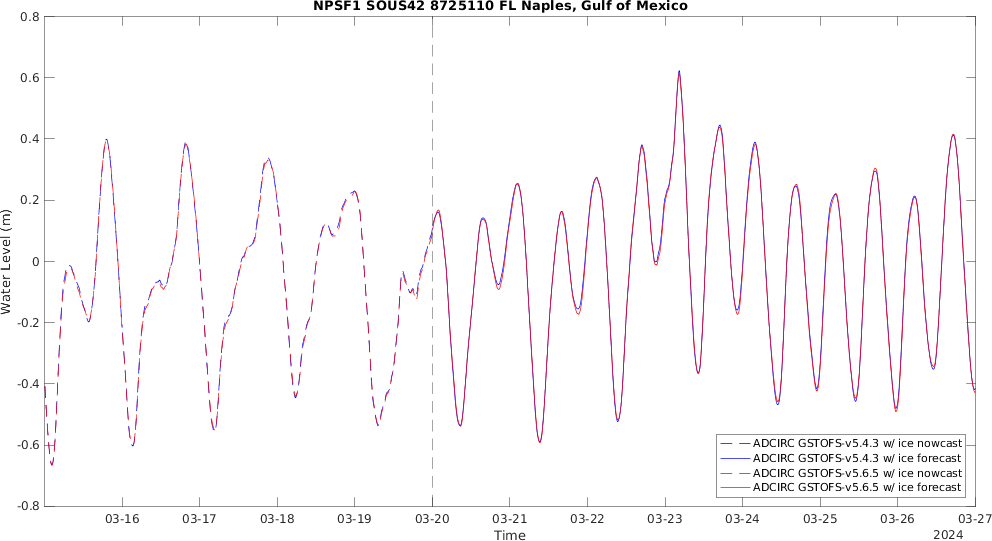 NPSF1 SOUS42 8725110 FL Naples, Gulf of Mexico
0.8
0.6
0.4
0.2
0
-0.2
-0.4
-0.6
-0.8
Water Level (m)
ADCIRC GSTOFS-v5.4.3 w/ ice nowcast
ADCIRC GSTOFS-v5.4.3 w/ ice forecast
ADCIRC GSTOFS-v5.6.5 w/ ice nowcast
ADCIRC GSTOFS-v5.6.5 w/ ice forecast
03-16 03-17 03-18 03-19 03-20 03-21 03-22 03-23 03-24 03-25 03-26 03-27
Time
2024